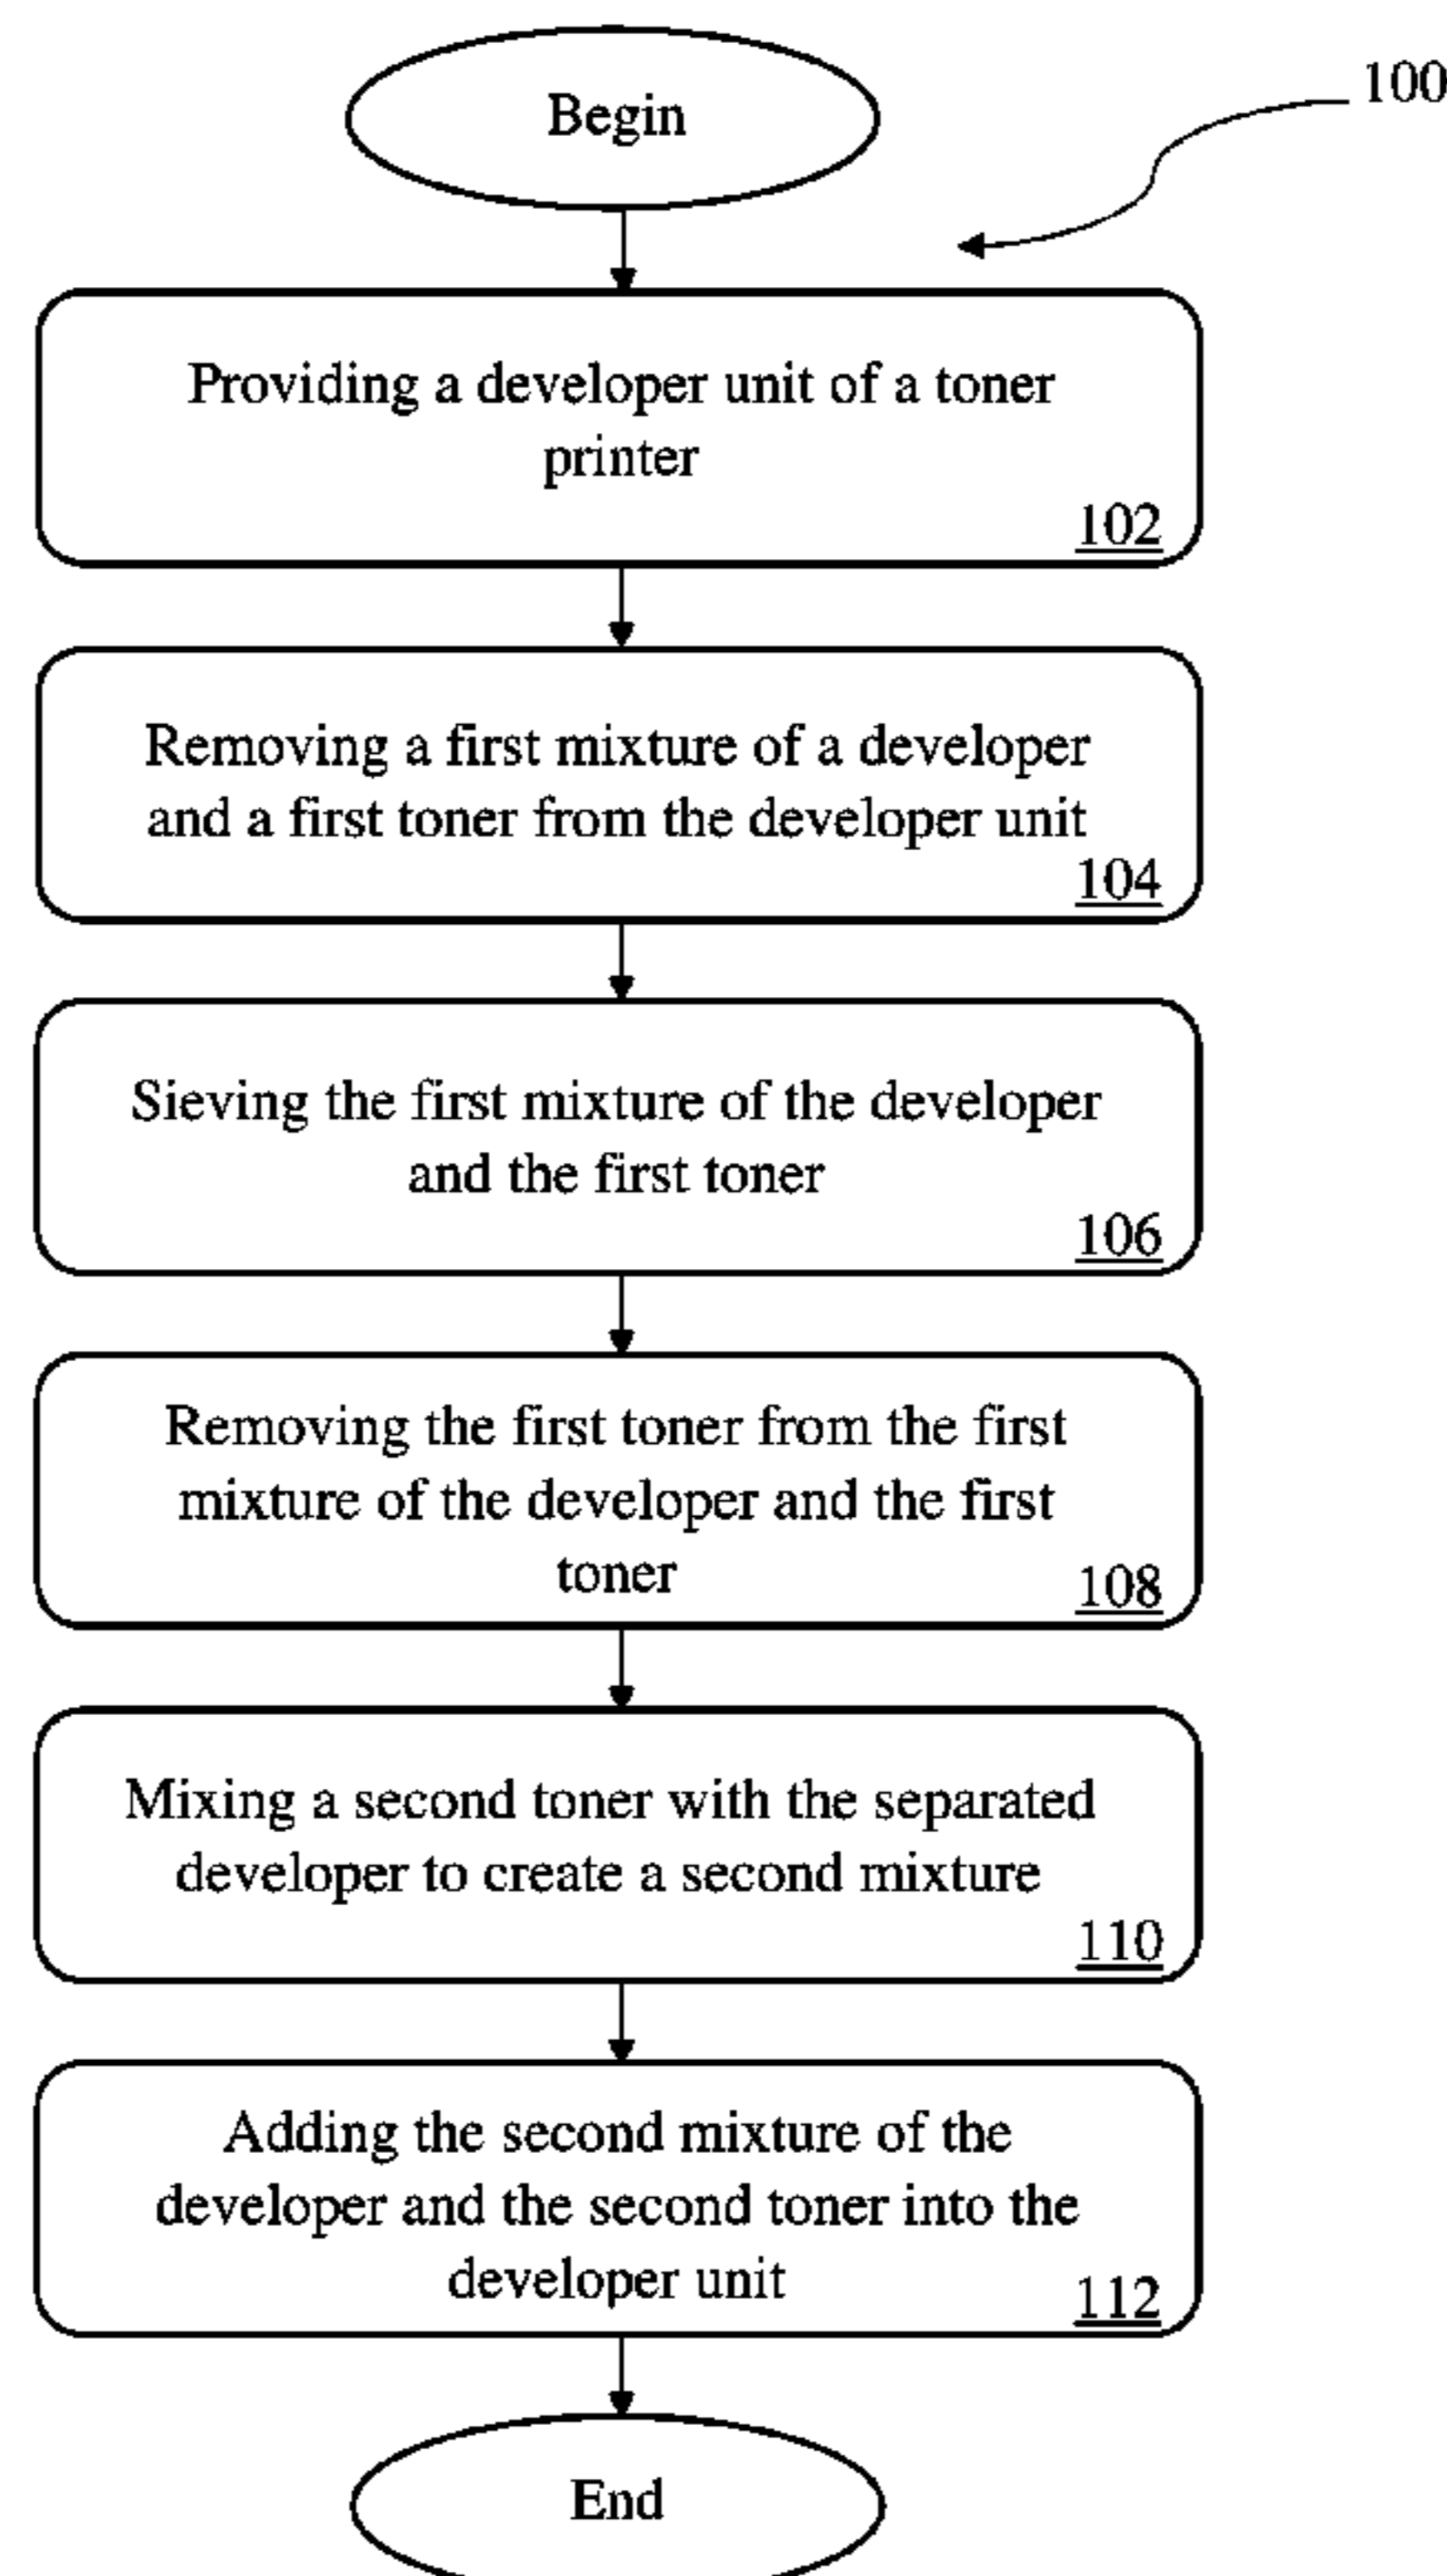 Begin
100
Providing a developer unit of a toner
printer
102
Removing a first mixture of a developer
and a first toner from the developer unit
104
Sieving the first mixture of the developer
and the first toner
106
Removing the first toner from the first
mixture of the developer and the first
toner
108
Mixing a second toner with the separated
developer to create a second mixture
110
Adding the second mixture of the
developer and the second toner into the
developer unit
112
End